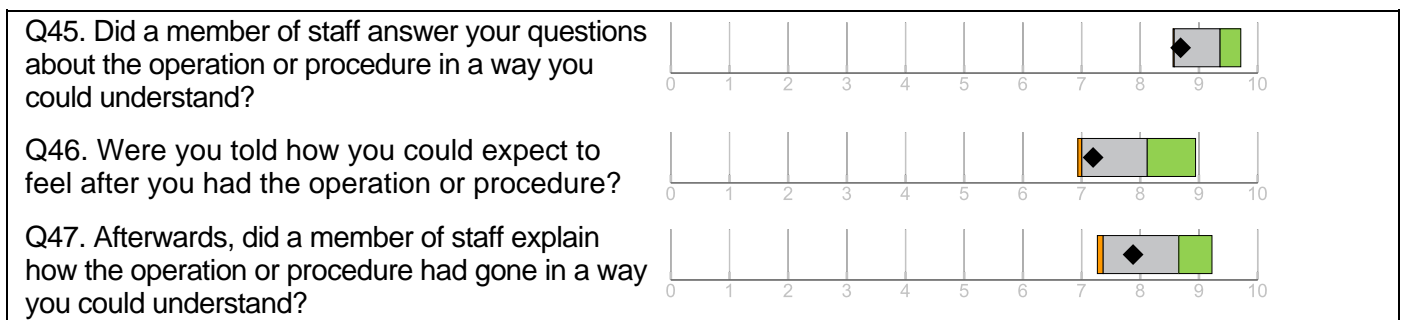 Q45. Did a member of staff answer your questions
about the operation or procedure in a way you
could understand?
0 1 2 3 4 5 6 7 8 9 10
Q46. Were you told how you could expect to
feel after you had the operation or procedure?
0 1 2 3 4 5 6 7 8 9 10
Q47. Afterwards, did a member of staff explain
how the operation or procedure had gone in a way
you could understand?
0 1 2 3 4 5 6 7 8 9 10